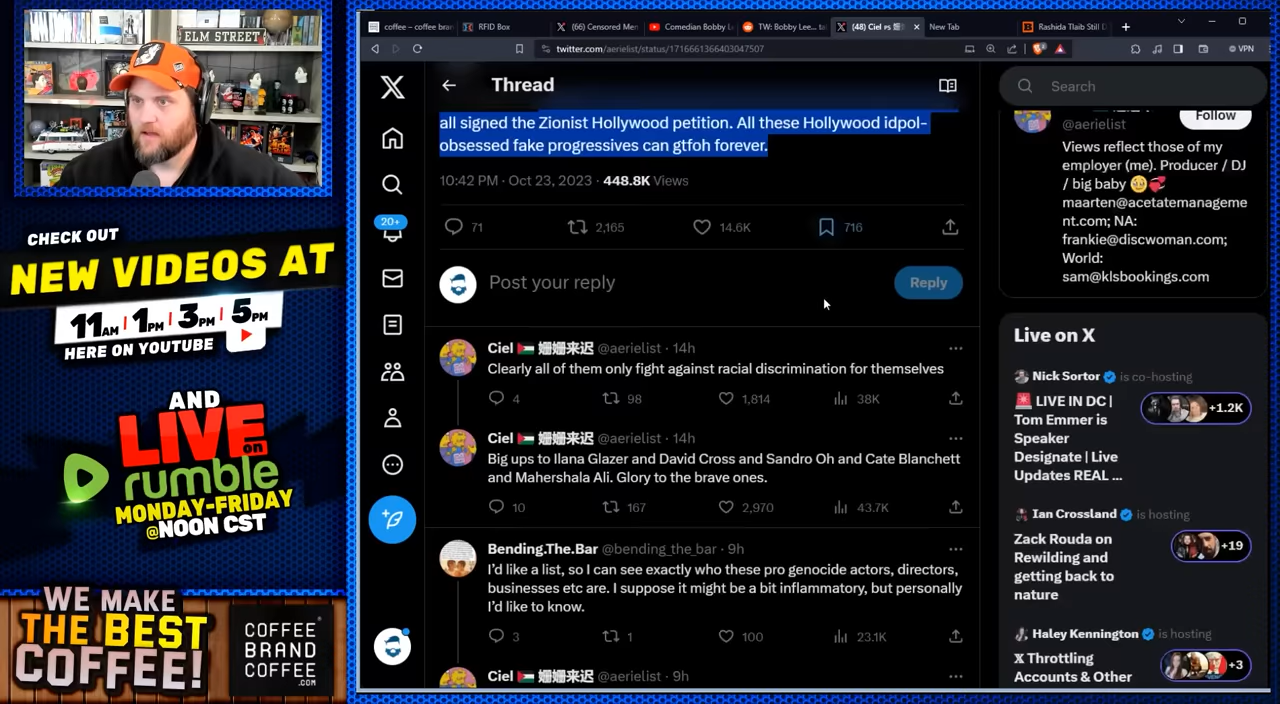 ELM STREET
CHECK OUT
NEW VIDEOS AT
11AM | 1PM | 3PM | 5PM
HERE ON YOUTUBE
AND
LIVE
on
rumble
MONDAY-FRIDAY
@NOON CST
WE MAKE
THE BEST
COFFEE!
COFFEE
BRAND
COFFEE
.COM
coffee – coffee bran
RFID Box
(66) Censored Men
Comedian Bobby L
TW: Bobby Lee... ta
(48) Ciel rs
New Tab
Rashida Tlaib Still D
twitter.com/aerielist/status/1716661366403047507
VPN
Thread
all signed the Zionist Hollywood petition. All these Hollywood idpol-
obsessed fake progressives can gtfoh forever.
10:42 PM · Oct 23, 2023 · 448.8K Views
71 2,165 14.6K 716
20+
Post your reply
Reply
Ciel 🇵🇸 姗姗来迟 @aerielist · 14h
Clearly all of them only fight against racial discrimination for themselves
4 98 1,814 38K
Ciel 🇵🇸 姗姗来迟 @aerielist · 14h
Big ups to Ilana Glazer and David Cross and Sandro Oh and Cate Blanchett
and Mahershala Ali. Glory to the brave ones.
10 167 2,970 43.7K
Bending.The.Bar @bending_the_bar · 9h
I'd like a list, so I can see exactly who these pro genocide actors, directors,
businesses etc are. I suppose it might be a bit inflammatory, but personally
I'd like to know.
3 1 100 23.1K
Ciel 🇵🇸 姗姗来迟 @aerielist · 9h
Search
@aerielist
Follow
Views reflect those of my
employer (me). Producer / DJ
/ big baby 🥹💞
maarten@acetatemanageme
nt.com; NA:
frankie@discwoman.com;
World:
sam@klsbookings.com
Live on X
Nick Sortor is co-hosting
🚨 LIVE IN DC |
Tom Emmer is
Speaker
Designate | Live
Updates REAL ...
+1.2K
Ian Crossland is hosting
Zack Rouda on
Rewilding and
getting back to
nature
+19
Haley Kennington is hosting
X Throttling
Accounts & Other
+3